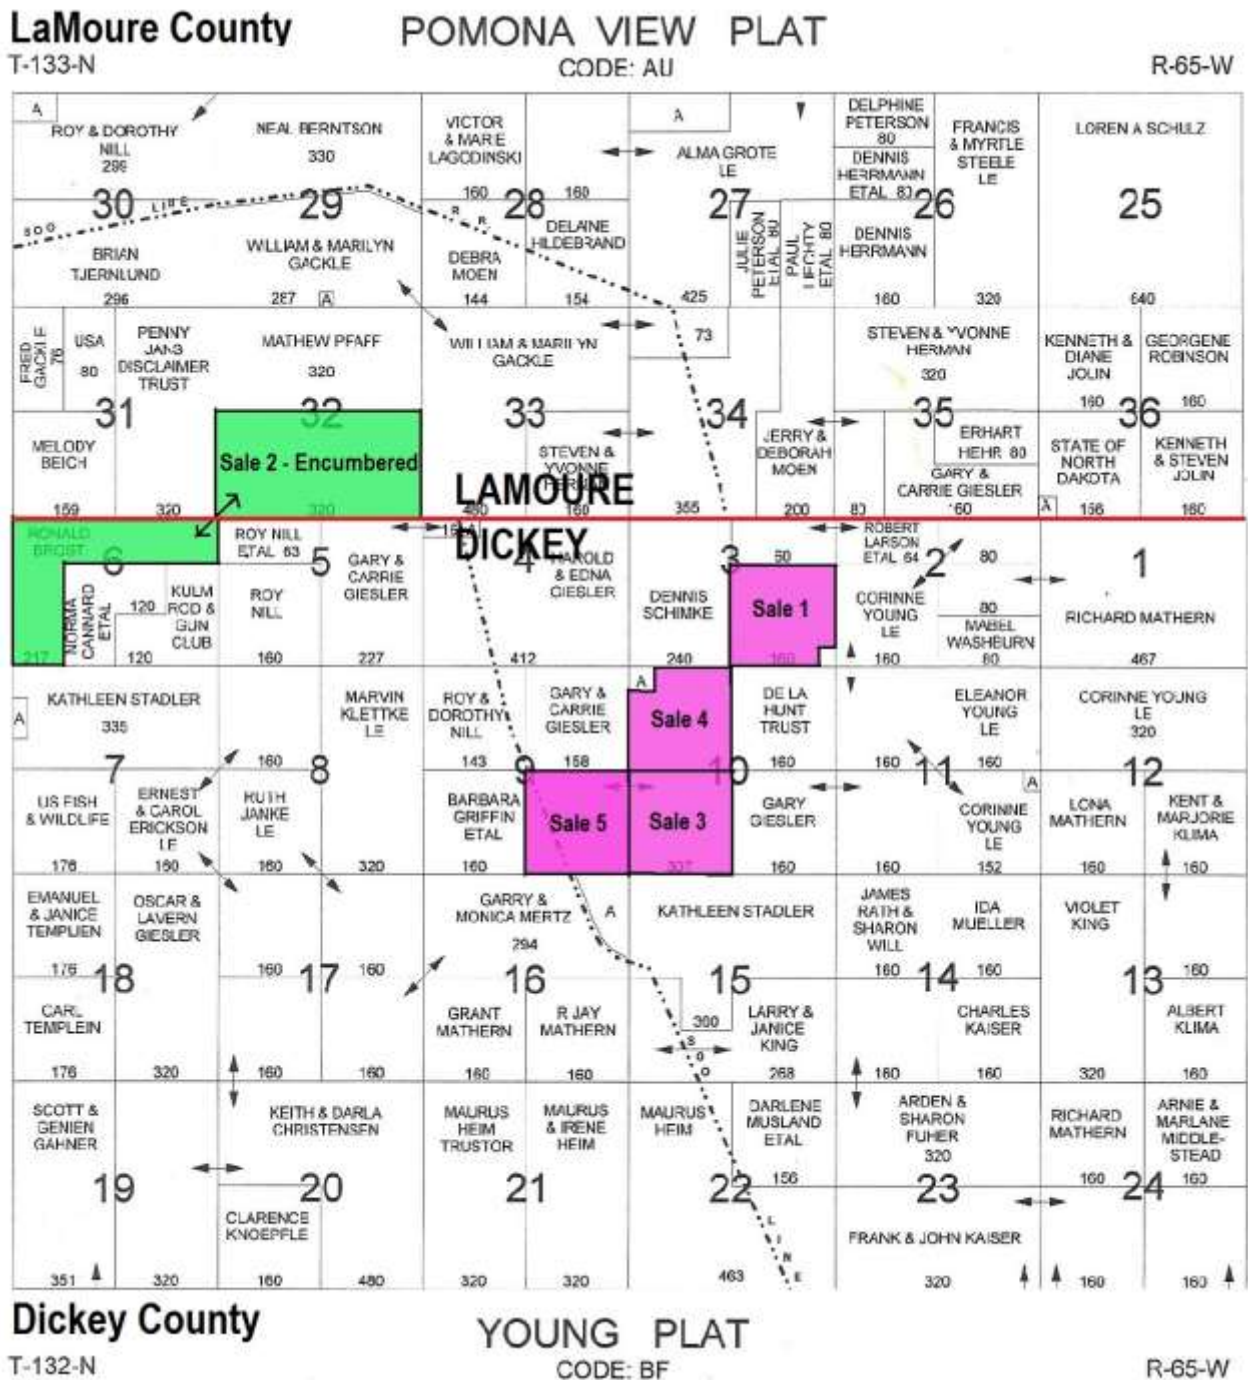 LaMoure County
POMONA VIEW PLAT
T-133-N
CODE: AU
R-65-W
A
ROY & DOROTHY
NILL
296
NEAL BERNTSON
330
VICTOR
& MARIE
LAGODINSKI
160
160
A
ALMA GROTE
LE
DELPHINE
PETERSON
80
DENNIS
HERRMANN
ETAL 80
FRANCIS
& MYRTLE
STEELE
LE
LOREN A SCHULZ
30
29
28
27
26
25
SOO LINE R R
BRIAN
TJERNLUND
296
WILLIAM & MARILYN
GACKLE
287
A
DEBRA
MOEN
144
DELAINE
HILDEBRAND
154
425
JULIE
PETERSON
ETAL 80
PAUL
LIECHTY
ETAL 80
DENNIS
HERRMANN
160
320
640
FRED
GACKLE
76
USA
80
PENNY
JANS
DISCLAIMER
TRUST
MATHEW PFAFF
320
WILLIAM & MARILYN
GACKLE
73
STEVEN & YVONNE
HERMAN
320
KENNETH &
DIANE
JOLIN
160
GEORGENE
ROBINSON
160
31
32
33
34
35
36
MELODY
BEICH
159
320
Sale 2 - Encumbered
320
STEVEN &
YVONNE
HERMAN
480
160
355
JERRY &
DEBORAH
MOEN
200
80
ERHART
HEHR 80
GARY &
CARRIE GIESLER
160
STATE OF
NORTH
DAKOTA
156
A
KENNETH
& STEVEN
JOLIN
160
LAMOURE
DICKEY
RONALD
BROST
217
6
ROY NILL
ETAL 63
5
GARY &
CARRIE
GIESLER
227
A
4
HAROLD
& EDNA
GIESLER
412
3
60
ROBERT
LARSON
ETAL 64
2
80
1
NORMA
CANNARD
ETAL
120
120
KULM
ROD &
GUN
CLUB
ROY
NILL
160
DENNIS
SCHIMKE
240
Sale 1
160
CORINNE
YOUNG
LE
160
80
MABEL
WASHBURN
80
RICHARD MATHERN
467
KATHLEEN STADLER
335
A
MARVIN
KLETTKE
LE
ROY &
DOROTHY
NILL
143
GARY &
CARRIE
GIESLER
158
A
Sale 4
DE LA
HUNT
TRUST
160
ELEANOR
YOUNG
LE
160
160
CORINNE YOUNG
LE
320
7
160
8
9
10
11
12
US FISH
& WILDLIFE
176
ERNEST
& CAROL
ERICKSON
LE
160
RUTH
JANKE
LE
160
320
BARBARA
GRIFFIN
ETAL
160
Sale 5
Sale 3
307
GARY
GIESLER
160
160
A
CORINNE
YOUNG
LE
152
LONA
MATHERN
160
KENT &
MARJORIE
KLIMA
160
EMANUEL
& JANICE
TEMPLIEN
176
OSCAR &
LAVERN
GIESLER
160
160
GARRY &
MONICA MERTZ
294
A
KATHLEEN STADLER
JAMES
RATH &
SHARON
WILL
160
IDA
MUELLER
160
VIOLET
KING
160
18
17
16
15
14
13
CARL
TEMPLEIN
176
320
160
160
GRANT
MATHERN
160
R JAY
MATHERN
160
390
LARRY &
JANICE
KING
268
160
CHARLES
KAISER
160
320
ALBERT
KLIMA
160
SOO
SCOTT &
GENIEN
GAHNER
KEITH & DARLA
CHRISTENSEN
MAURUS
HEIM
TRUSTOR
MAURUS
& IRENE
HEIM
MAURUS
HEIM
DARLENE
MUSLAND
ETAL
156
ARDEN &
SHARON
FUHER
320
RICHARD
MATHERN
160
ARNIE &
MARLANE
MIDDLE-
STEAD
160
19
20
21
22
23
24
CLARENCE
KNOEPFLE
FRANK & JOHN KAISER
LINE
351
320
160
480
320
320
463
320
160
160
Dickey County
YOUNG PLAT
T-132-N
CODE: BF
R-65-W